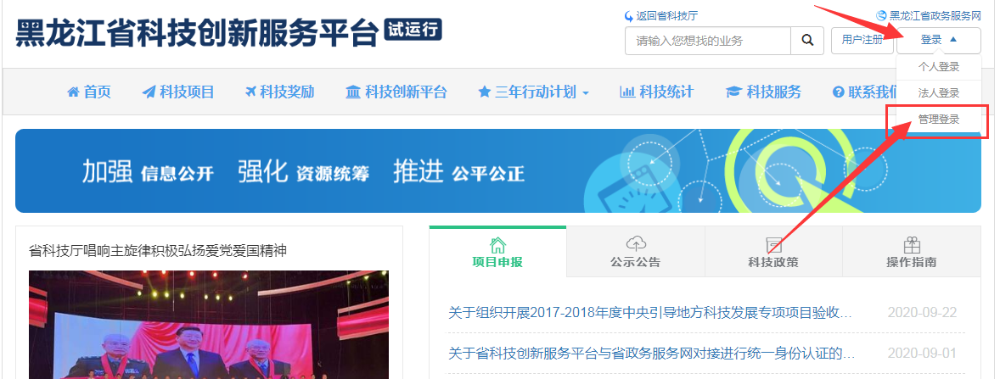 黑龙江省科技创新服务平台 试运行
返回省科技厅
黑龙江省政务服务网
请输入您想找的业务
用户注册
登录
个人登录
法人登录
管理登录
首页 科技项目 科技奖励 科技创新平台 三年行动计划 科技统计 科技服务 联系我们
加强 信息公开 强化 资源统筹 推进 公平公正
省科技厅唱响主旋律积极弘扬爱党爱国精神
项目申报 公示公告 科技政策 操作指南
关于组织开展2017-2018年度中央引导地方科技发展专项项目验收... 2020-09-22
关于省科技创新服务平台与省政务服务网对接进行统一身份认证的... 2020-09-01